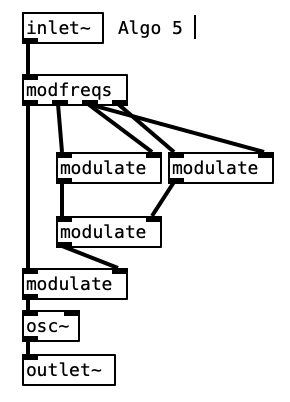 inlet~ Algo 5
modfreqs
modulate modulate
modulate
modulate
osc~
outlet~